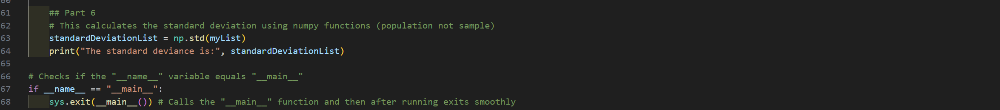 60
61 ## Part 6
62 # This calculates the standard deviation using numpy functions (population not sample)
63 standardDeviationList = np.std(myList)
64 print("The standard deviance is:", standardDeviationList)
65
66 # Checks if the "__name__" variable equals "__main__"
67 if __name__ == "__main__":
68 sys.exit(__main__()) # Calls the "__main__" function and then after running exits smoothly